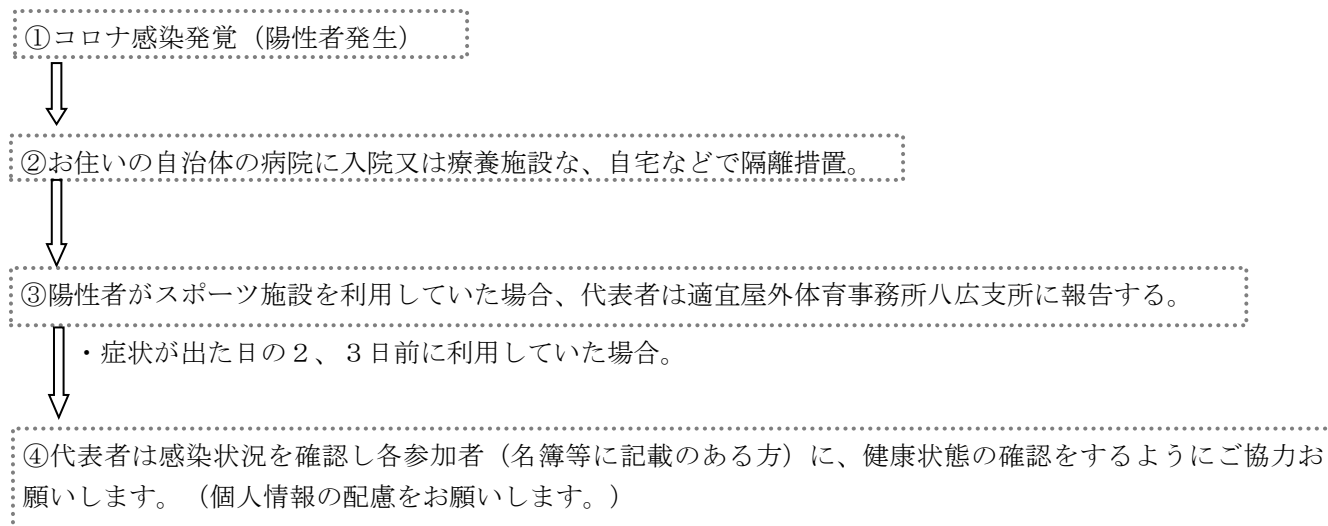 ①コロナ感染発覚（陽性者発生）
②お住いの自治体の病院に入院又は療養施設な、自宅などで隔離措置。
③陽性者がスポーツ施設を利用していた場合、代表者は適宜屋外体育事務所八広支所に報告する。
・症状が出た日の２、３日前に利用していた場合。
④代表者は感染状況を確認し各参加者（名簿等に記載のある方）に、健康状態の確認をするようにご協力お
願いします。（個人情報の配慮をお願いします。）